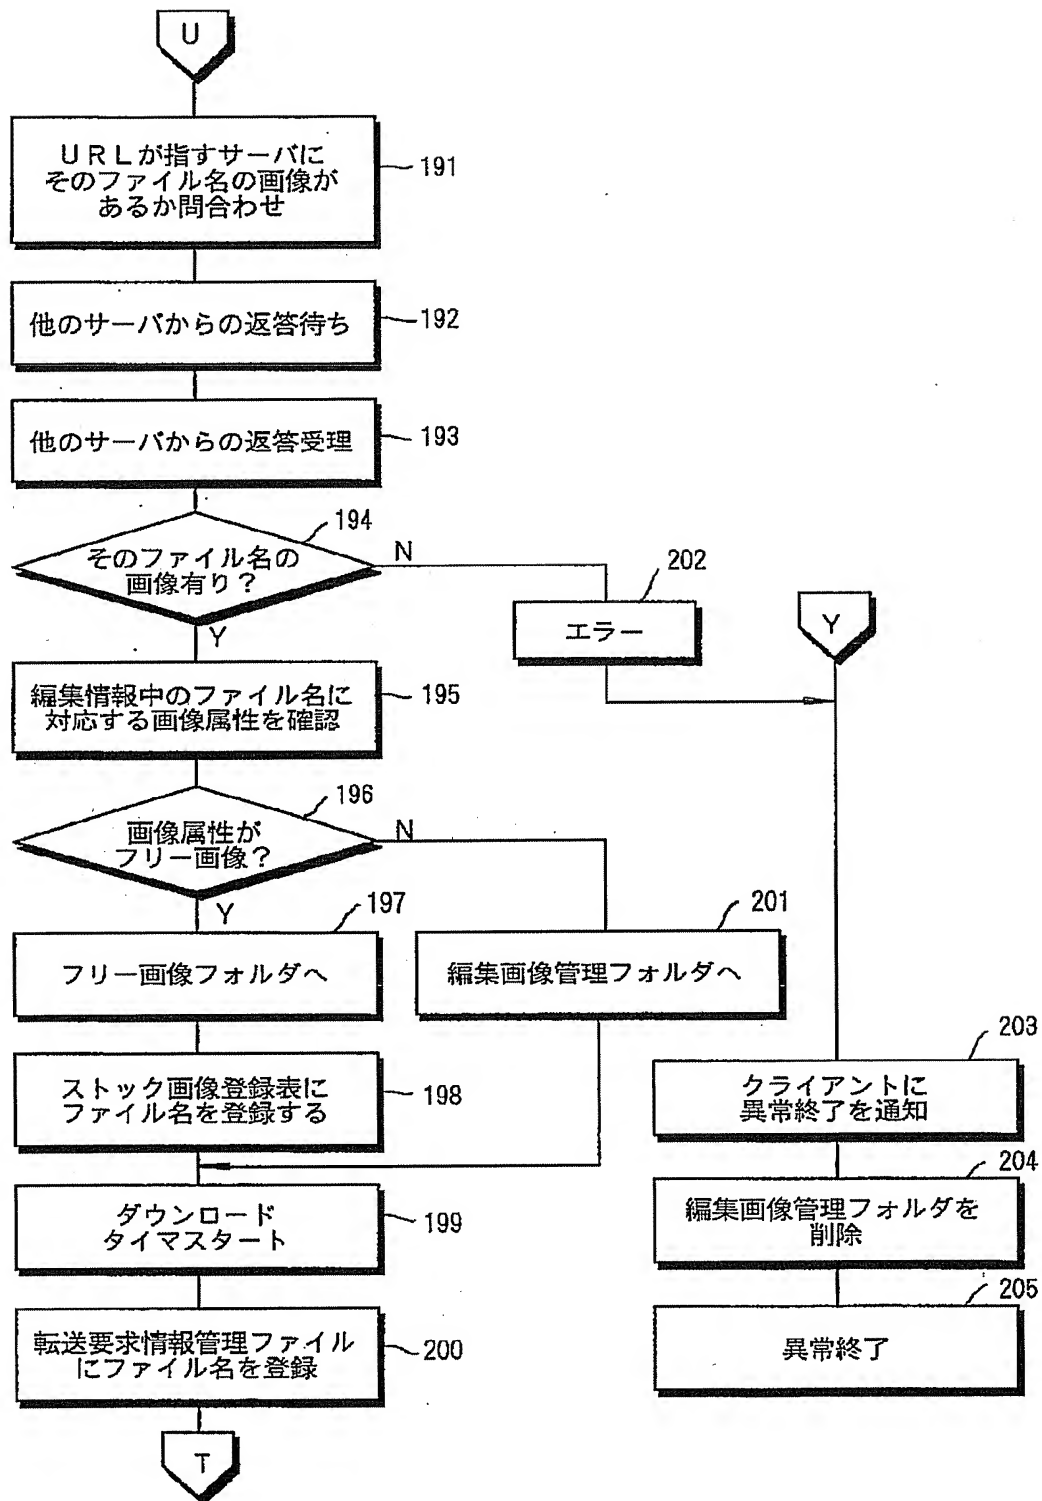 U
URLが指すサーバに
そのファイル名の画像が
あるか問合わせ
191
他のサーバからの返答待ち
192
他のサーバからの返答受理
193
194
そのファイル名の
画像有り?
N
Y
202
エラー
Y
編集情報中のファイル名に
対応する画像属性を確認
195
196
画像属性が
フリー画像?
N
Y
197
フリー画像フォルダへ
201
編集画像管理フォルダへ
ストック画像登録表に
ファイル名を登録する
198
203
クライアントに
異常終了を通知
ダウンロード
タイマスタート
199
204
編集画像管理フォルダを
削除
転送要求情報管理ファイル
にファイル名を登録
200
205
異常終了
T